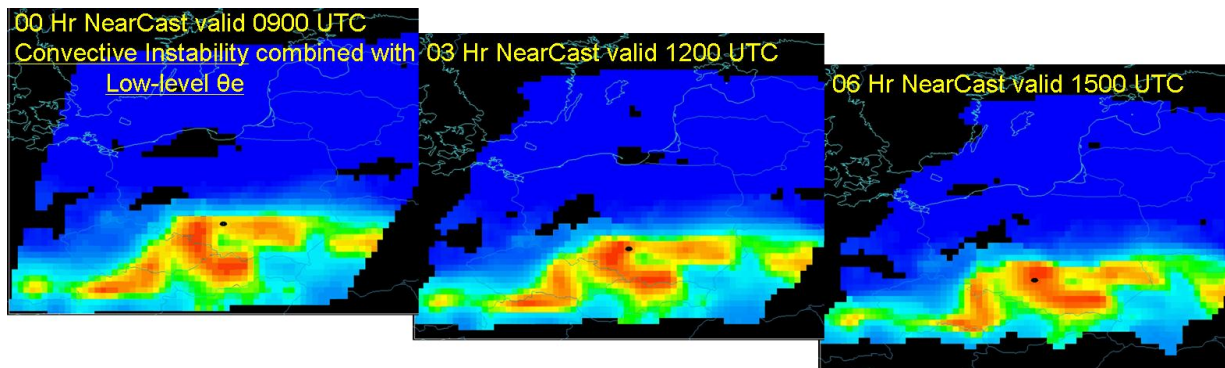 00 Hr NearCast valid 0900 UTC
Convective Instability combined with
Low-level θe
03 Hr NearCast valid 1200 UTC
06 Hr NearCast valid 1500 UTC